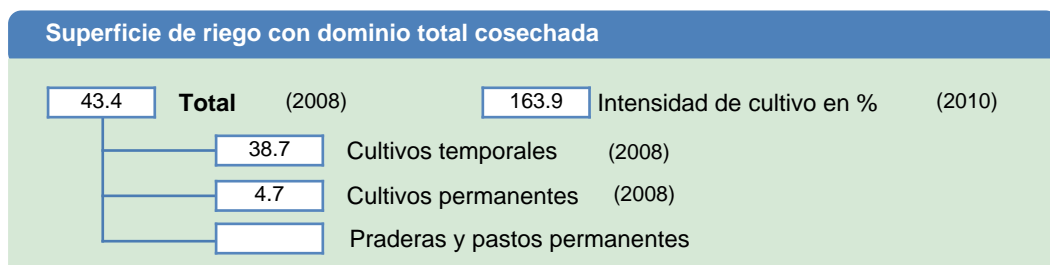 Superficie de riego con dominio total cosechada
43.4 Total (2008) 163.9 Intensidad de cultivo en % (2010)
38.7 Cultivos temporales (2008)
4.7 Cultivos permanentes (2008)
Praderas y pastos permanentes